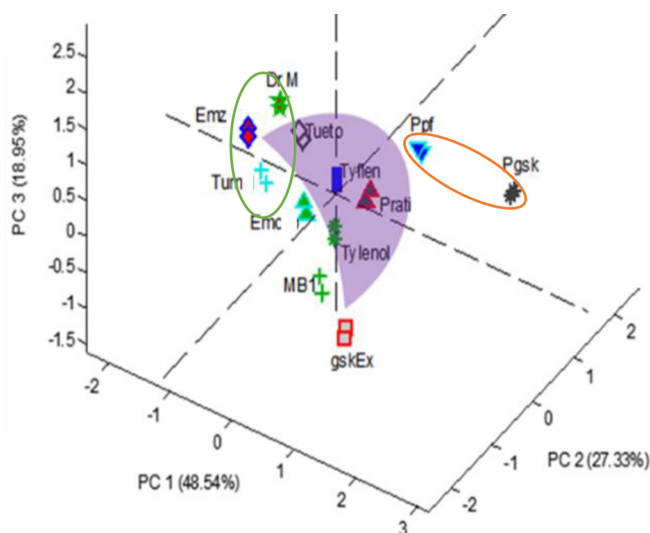 2.5
2
1.5
1
0.5
0
-0.5
-1
-1.5
PC 3 (18.95%)
Dr M
Emz
Tueto
Ppf
Tum
Tyflen
Pgsk
Prati
Emc
Tylenol
MB1
gskEx
-2
-1
0
1
2
3
PC 1 (48.54%)
2
1
0
-1
-2
PC 2 (27.33%)